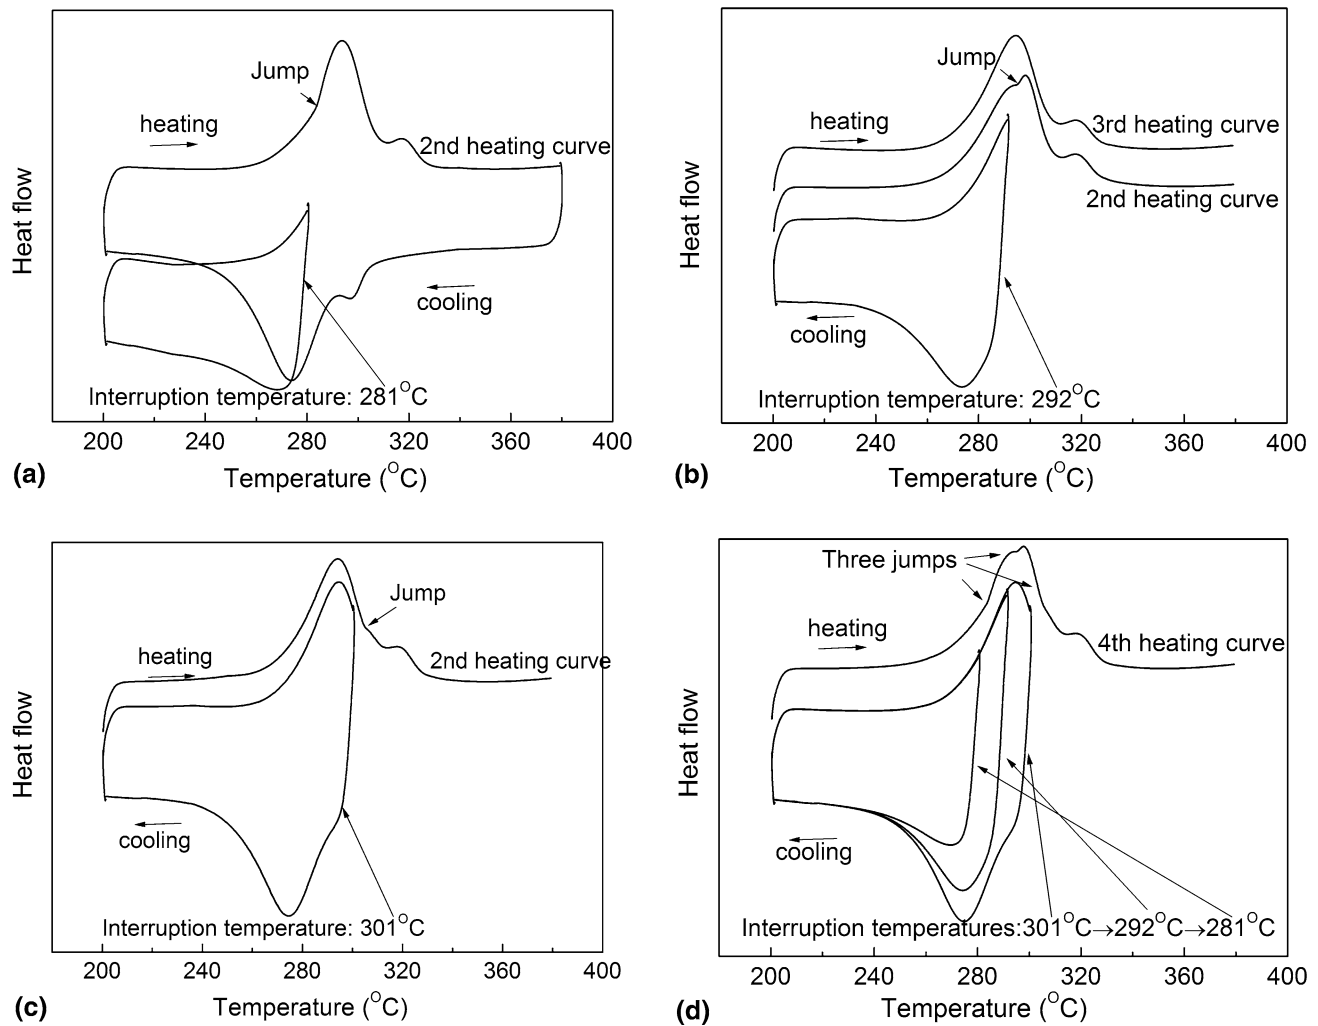 (a)
Heat flow
Jump
heating
2nd heating curve
cooling
Interruption temperature: 281°C
200 240 280 320 360 400
Temperature (°C)
(b)
Heat flow
Jump
heating
3rd heating curve
2nd heating curve
cooling
Interruption temperature: 292°C
200 240 280 320 360 400
Temperature (°C)
(c)
Heat flow
Jump
heating
2nd heating curve
cooling
Interruption temperature: 301°C
200 240 280 320 360 400
Temperature (°C)
(d)
Heat flow
Three jumps
heating
4th heating curve
cooling
Interruption temperatures:301°C→292°C→281°C
200 240 280 320 360 400
Temperature (°C)